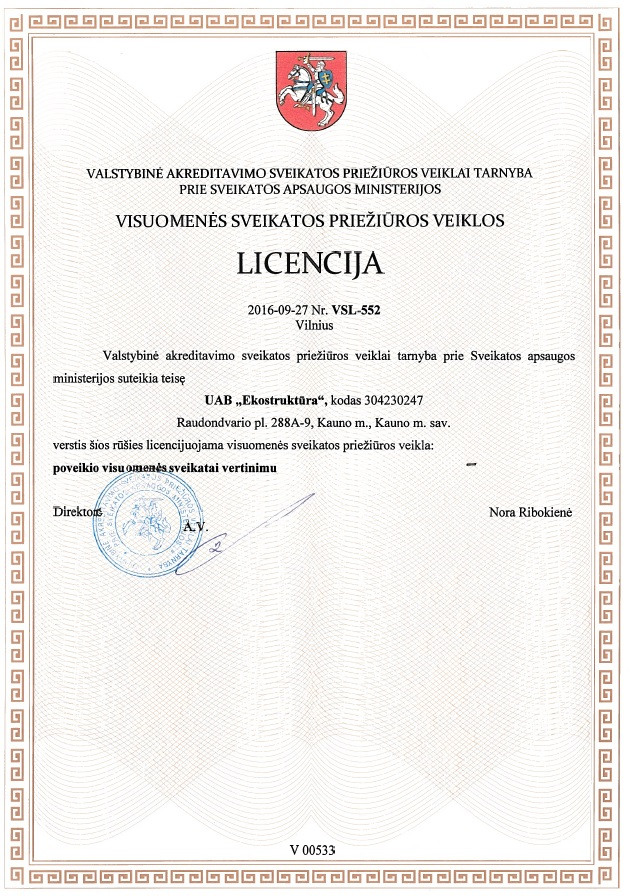 VALSTYBINĖ AKREDITAVIMO SVEIKATOS PRIEŽIŪROS VEIKLAI TARNYBA
PRIE SVEIKATOS APSAUGOS MINISTERIJOS
VISUOMENĖS SVEIKATOS PRIEŽIŪROS VEIKLOS
LICENCIJA
2016-09-27 Nr. VSL-552
Vilnius
Valstybinė akreditavimo sveikatos priežiūros veiklai tarnyba prie Sveikatos apsaugos
ministerijos suteikia teisę
UAB „Ekostruktūra“, kodas 304230247
Raudondvario pl. 288A-9, Kauno m., Kauno m. sav.
verstis šios rūšies licencijuojama visuomenės sveikatos priežiūros veikla:
poveikio visuomenės sveikatai vertinimu
Direktorė
Nora Ribokienė
A.V.
V 00533